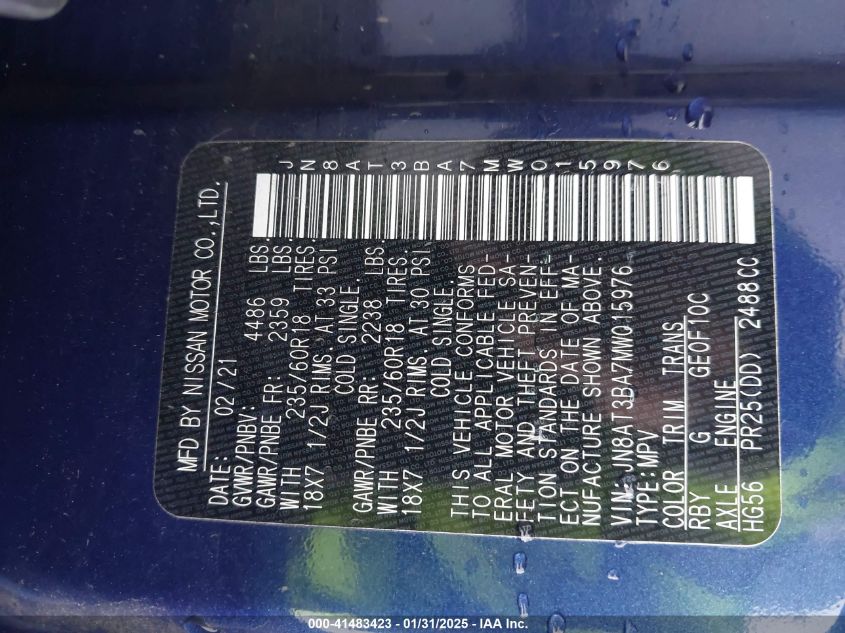 MFD BY NISSAN MOTOR CO.,LTD.
DATE: 02/21
GVWR/PNBV: 4486 LBS.
GAWR/PNBE FR: 2359 LBS.
WITH 235/60R18 TIRES.
18X7 1/2J RIMS. AT 33 PSI
COLD SINGLE.
GAWR/PNBE RR: 2238 LBS.
WITH 235/60R18 TIRES.
18X7 1/2J RIMS. AT 30 PSI
COLD SINGLE.
THIS VEHICLE CONFORMS
TO ALL APPLICABLE FED-
ERAL MOTOR VEHICLE SA-
FETY AND THEFT PREVEN-
TION STANDARDS IN EFF-
ECT ON THE DATE OF MA-
NUFACTURE SHOWN ABOVE.
VIN: JN8AT3BA7MW015976
TYPE: MPV
COLOR TRIM TRANS
RBY G GE0F10C
AXLE ENGINE
HG56 PR25(DD) 2488CC
JN8AT3BA7MW015976
000-41483423 - 01/31/2025 - IAA Inc.